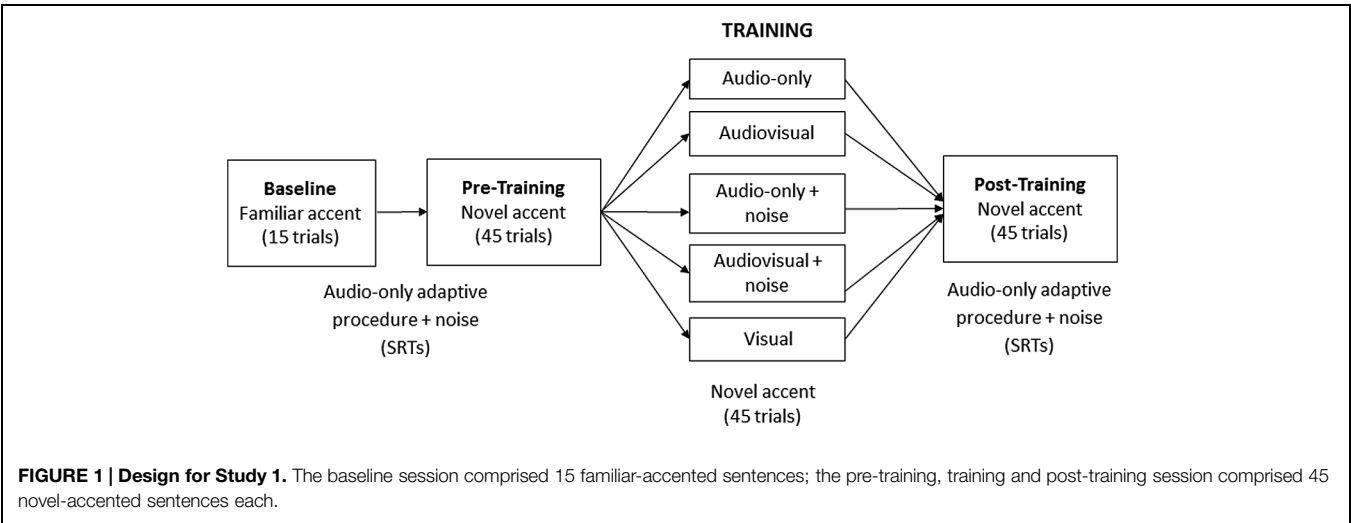 TRAINING
Audio-only
Audiovisual
Audio-only +
noise
Audiovisual +
noise
Visual
Novel accent
(45 trials)
Baseline
Familiar accent
(15 trials)
Pre-Training
Novel accent
(45 trials)
Audio-only adaptive
procedure + noise
(SRTs)
Post-Training
Novel accent
(45 trials)
Audio-only adaptive
procedure + noise
(SRTs)
FIGURE 1 | Design for Study 1. The baseline session comprised 15 familiar-accented sentences; the pre-training, training and post-training session comprised 45
novel-accented sentences each.